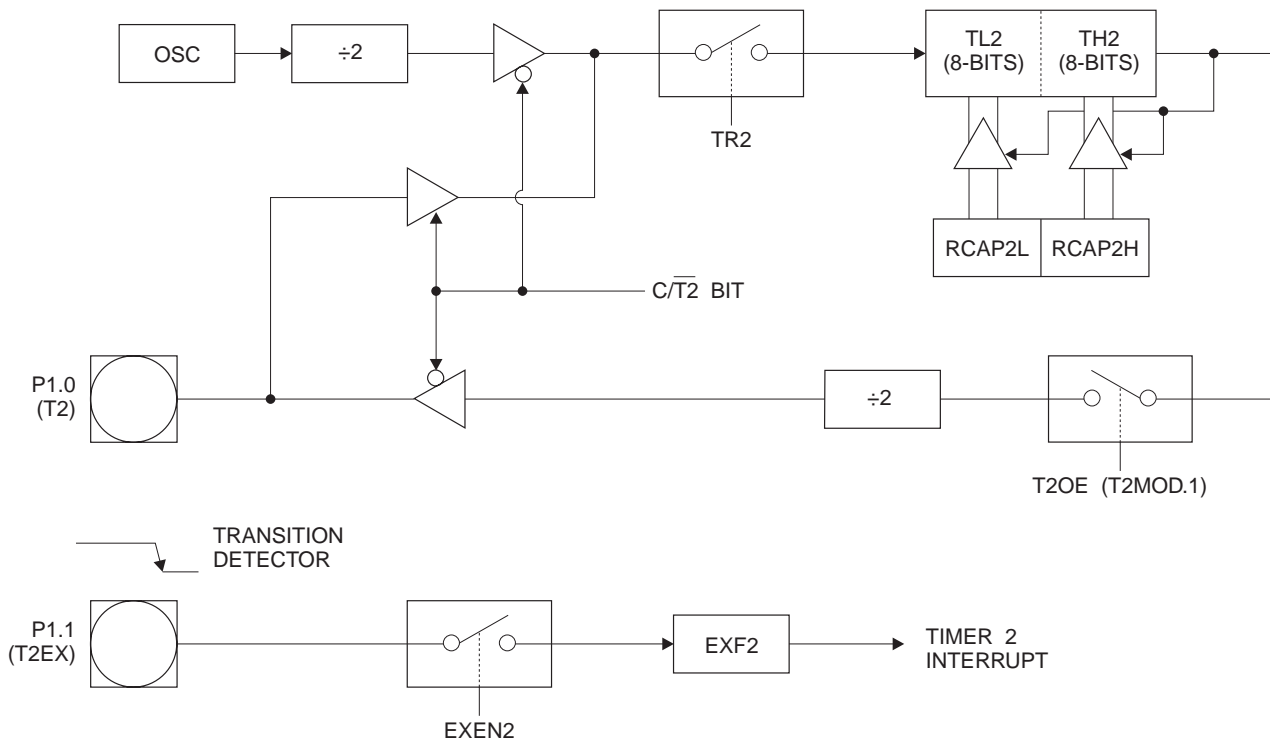 OSC
÷2
TR2
TL2
(8-BITS)
TH2
(8-BITS)
RCAP2L
RCAP2H
C/T̅2̅ BIT
P1.0
(T2)
÷2
T2OE (T2MOD.1)
TRANSITION
DETECTOR
P1.1
(T2EX)
EXEN2
EXF2
TIMER 2
INTERRUPT